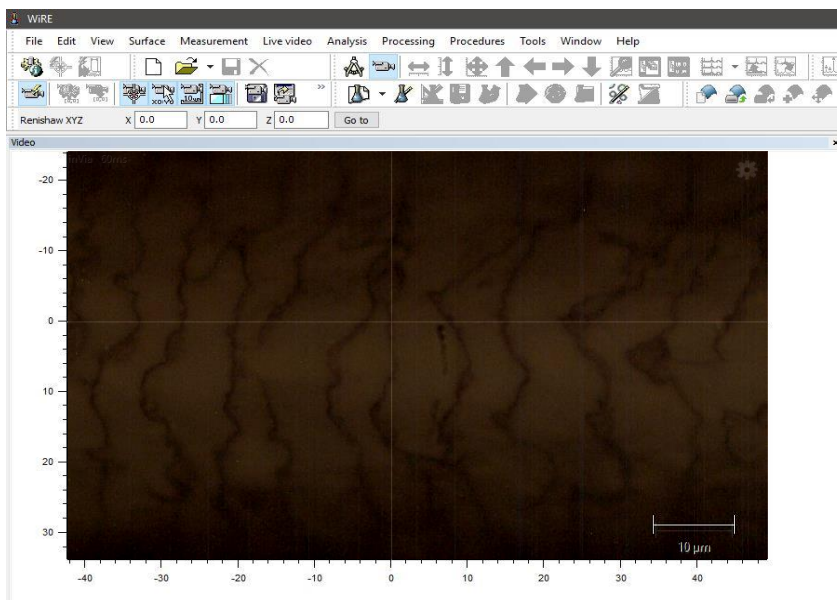 WiRE
File Edit View Surface Measurement Live video Analysis Processing Procedures Tools Window Help
Renishaw XYZ X 0.0 Y 0.0 Z 0.0 Go to
Video ×
-20
-10
0
10
20
30
10 µm
-40 -30 -20 -10 0 10 20 30 40